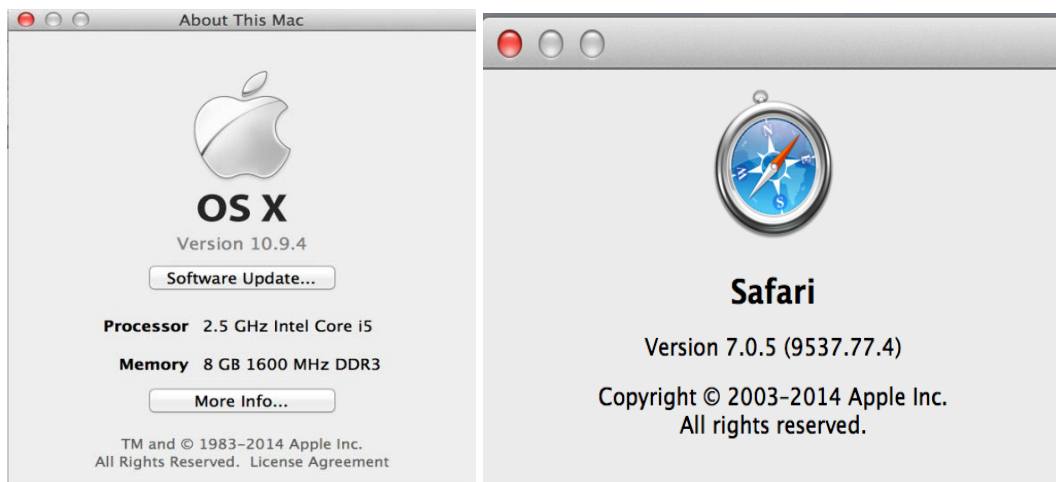 About This Mac
OS X
Version 10.9.4
Software Update...
Processor 2.5 GHz Intel Core i5
Memory 8 GB 1600 MHz DDR3
More Info...
TM and © 1983–2014 Apple Inc.
All Rights Reserved. License Agreement
N
E
W
S
Safari
Version 7.0.5 (9537.77.4)
Copyright © 2003–2014 Apple Inc.
All rights reserved.